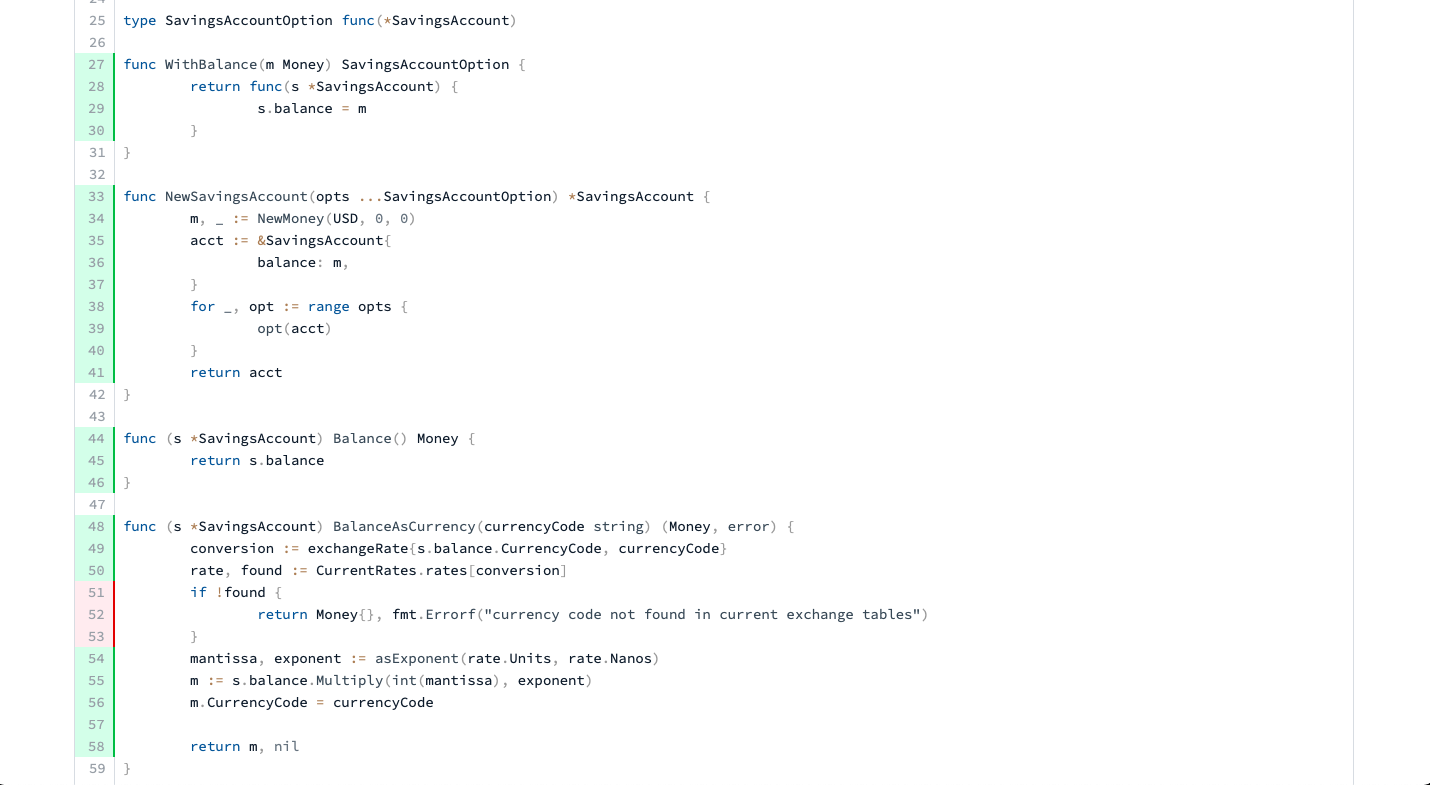 24
25 type SavingsAccountOption func(*SavingsAccount)
26
27 func WithBalance(m Money) SavingsAccountOption {
28 return func(s *SavingsAccount) {
29 s.balance = m
30 }
31 }
32
33 func NewSavingsAccount(opts ...SavingsAccountOption) *SavingsAccount {
34 m, _ := NewMoney(USD, 0, 0)
35 acct := &SavingsAccount{
36 balance: m,
37 }
38 for _, opt := range opts {
39 opt(acct)
40 }
41 return acct
42 }
43
44 func (s *SavingsAccount) Balance() Money {
45 return s.balance
46 }
47
48 func (s *SavingsAccount) BalanceAsCurrency(currencyCode string) (Money, error) {
49 conversion := exchangeRate{s.balance.CurrencyCode, currencyCode}
50 rate, found := CurrentRates.rates[conversion]
51 if !found {
52 return Money{}, fmt.Errorf("currency code not found in current exchange tables")
53 }
54 mantissa, exponent := asExponent(rate.Units, rate.Nanos)
55 m := s.balance.Multiply(int(mantissa), exponent)
56 m.CurrencyCode = currencyCode
57
58 return m, nil
59 }